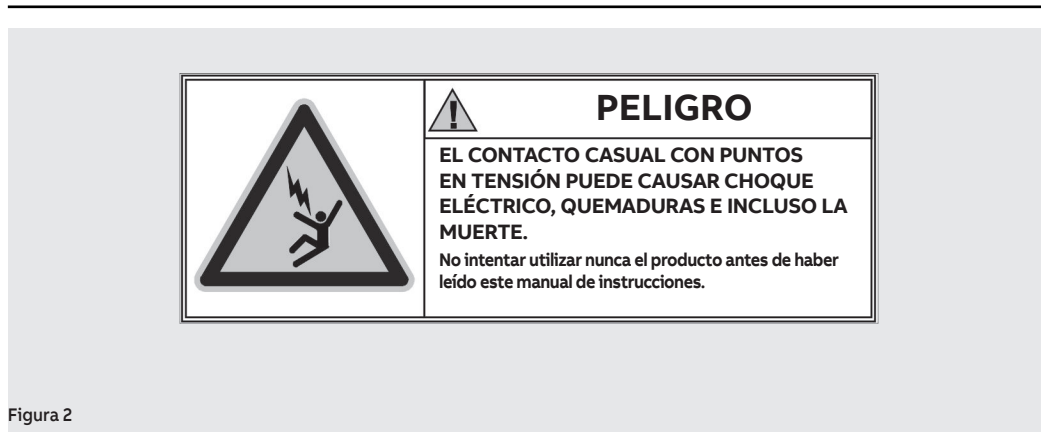 PELIGRO
EL CONTACTO CASUAL CON PUNTOS
EN TENSIÓN PUEDE CAUSAR CHOQUE
ELÉCTRICO, QUEMADURAS E INCLUSO LA
MUERTE.
No intentar utilizar nunca el producto antes de haber
leído este manual de instrucciones.
Figura 2